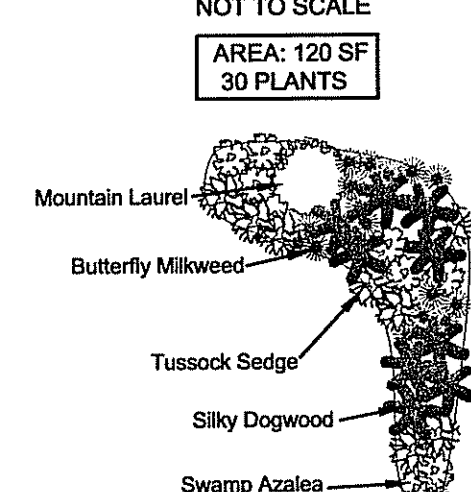 NOT TO SCALE
AREA: 120 SF
30 PLANTS
Mountain Laurel
Butterfly Milkweed
Tussock Sedge
Silky Dogwood
Swamp Azalea